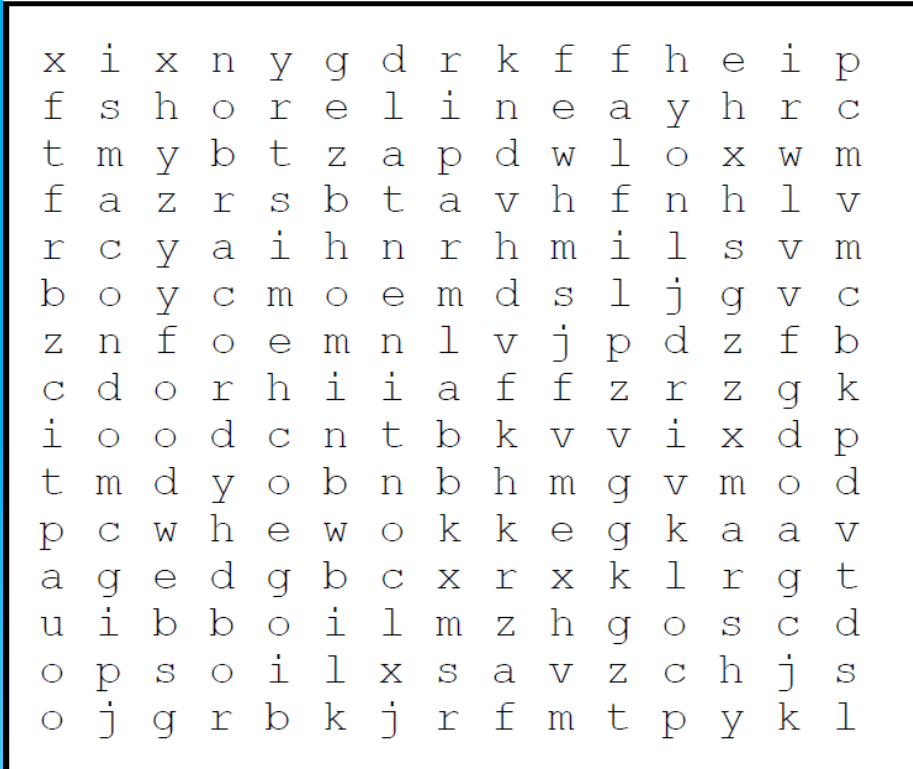 x i x n y g d r k f f h e i p
f s h o r e l i n e a y h r c
t m y b t z a p d w l o x w m
f a z r s b t a v h f n h l v
r c y a i h n r h m i l s v m
b o y c m o e m d s l j g v c
z n f o e m n l v j p d z f b
c d o r h i i a f f z r z g k
i o o d c n t b k v v i x d p
t m d y o b n b h m g v m o d
p c w h e w o k k e g k a a v
a g e d g b c x r x k l r g t
u i b b o i l m z h g o s c d
o p s o i l x s a v z c h j s
o j g r b k j r f m t p y k l